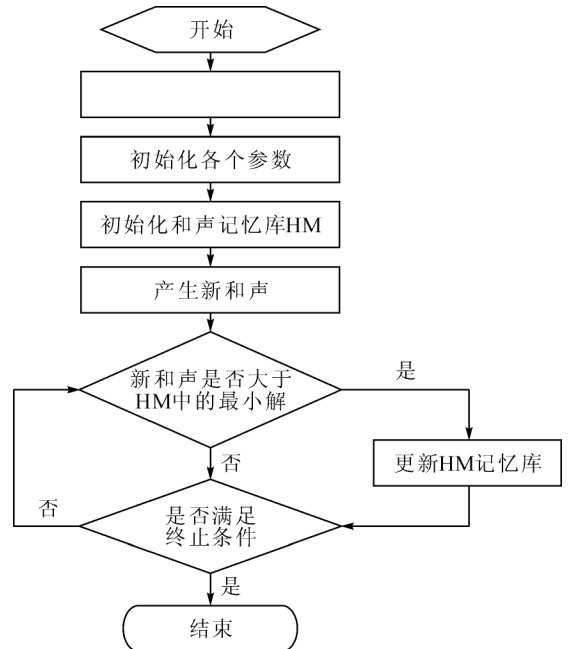 开始
初始化各个参数
初始化和声记忆库HM
产生新和声
新和声是否大于
HM中的最小解
是
更新HM记忆库
否
否
是否满足
终止条件
是
结束